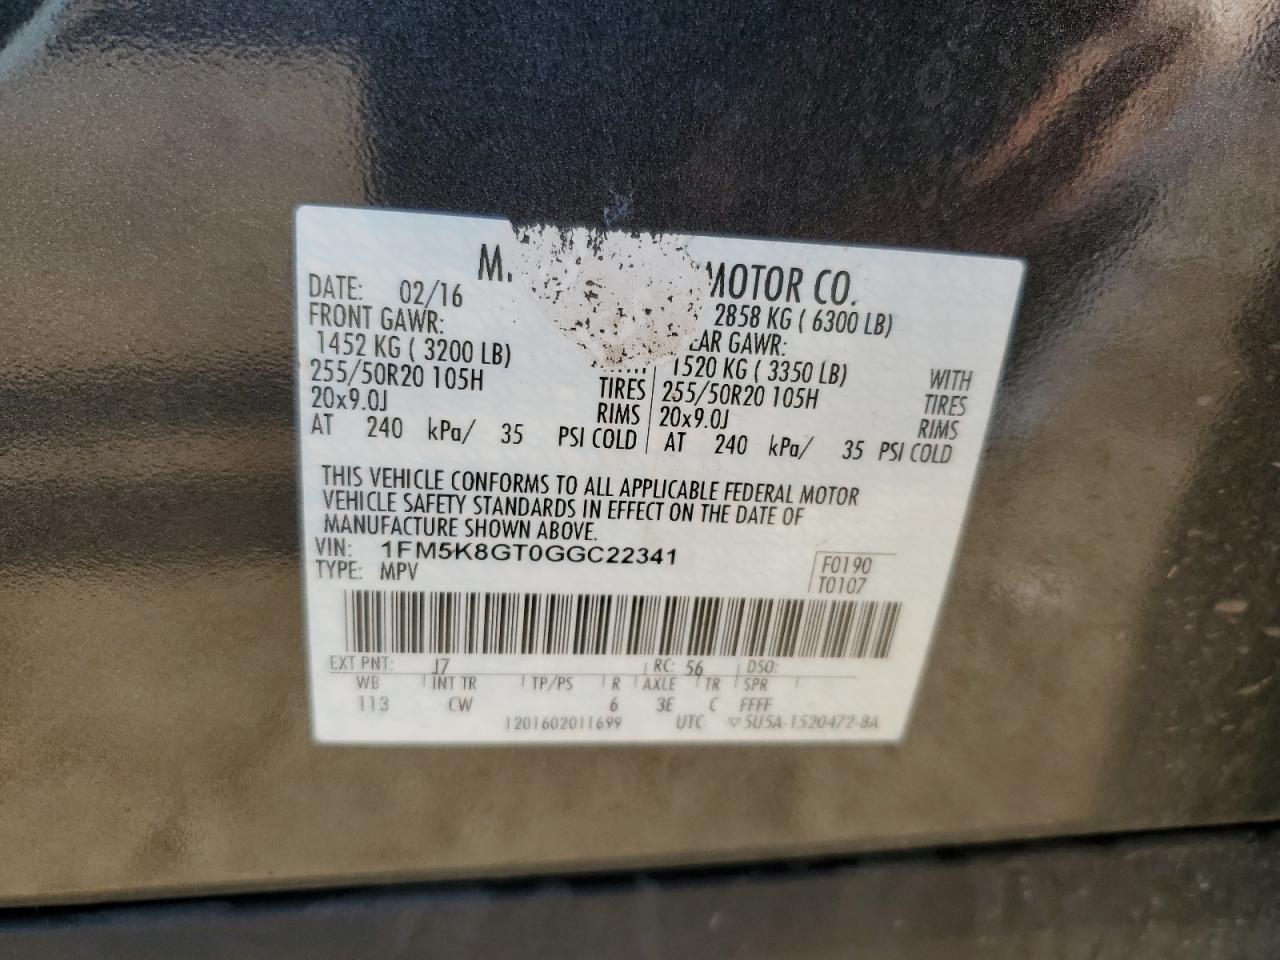 M. MOTOR CO.
DATE: 02/16 2858 KG ( 6300 LB)
FRONT GAWR: EAR GAWR:
1452 KG ( 3200 LB) 1520 KG ( 3350 LB) WITH
255/50R20 105H TIRES 255/50R20 105H TIRES
20x9.0J RIMS 20x9.0J RIMS
AT 240 kPa/ 35 PSI COLD AT 240 kPa/ 35 PSI COLD
THIS VEHICLE CONFORMS TO ALL APPLICABLE FEDERAL MOTOR
VEHICLE SAFETY STANDARDS IN EFFECT ON THE DATE OF
MANUFACTURE SHOWN ABOVE.
VIN: 1FM5K8GT0GGC22341 F0190
TYPE: MPV T0107
EXT PNT: J7 RC: 56 DSO:
WB INT TR TP/PS R AXLE TR SPR
113 CW 6 3E C FFFF
1201602011699 UTC ▽ 5U5A-1520472-8A